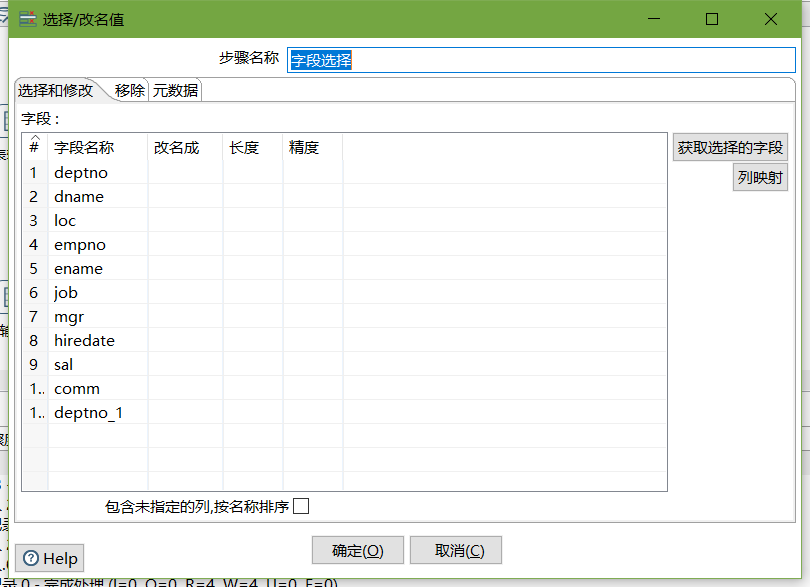 选择/改名值
步骤名称 字段选择
选择和修改 移除 元数据
字段：
# 字段名称 改名成 长度 精度
1 deptno
2 dname
3 loc
4 empno
5 ename
6 job
7 mgr
8 hiredate
9 sal
1.. comm
1.. deptno_1
获取选择的字段
列映射
包含未指定的列,按名称排序
Help 确定(O) 取消(C)
0 - 完成处理 (I=0, O=0, R=4, W=4, U=0, E=0)